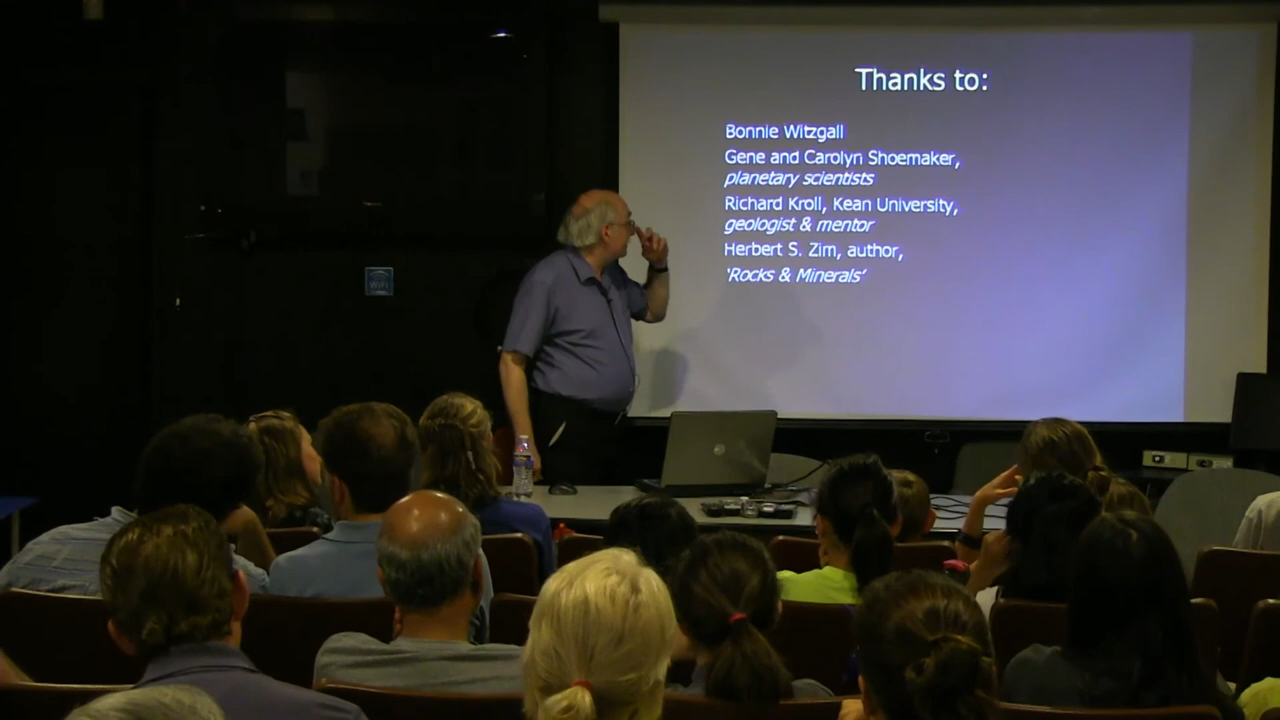 Thanks to:
Bonnie Witzgall
Gene and Carolyn Shoemaker,
planetary scientists
Richard Kroll, Kean University,
geologist & mentor
Herbert S. Zim, author,
‘Rocks & Minerals’
WiFi